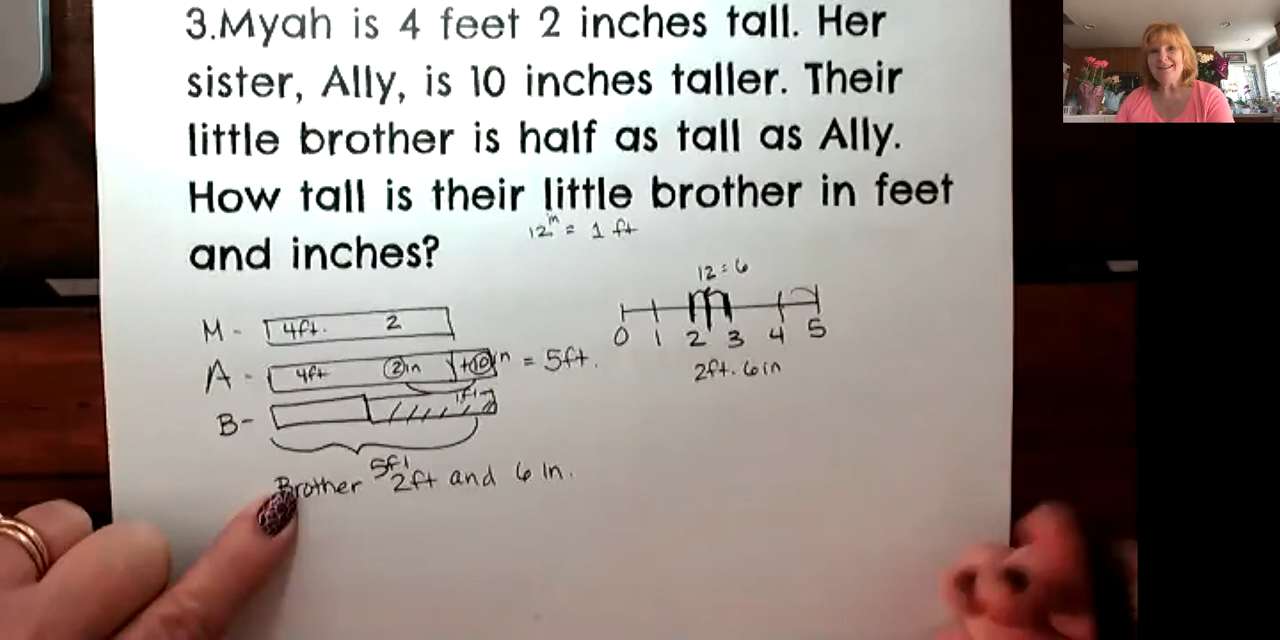 3.Myah is 4 feet 2 inches tall. Her
sister, Ally, is 10 inches taller. Their
little brother is half as tall as Ally.
How tall is their little brother in feet
and inches?
12in = 1 ft
12 = 6
M - 4ft. 2
0 1 2 3 4 5
A - 4ft 2in +10in = 5ft.
2ft. 6in
B- 1ft
5ft
Brother 2ft and 6 in.